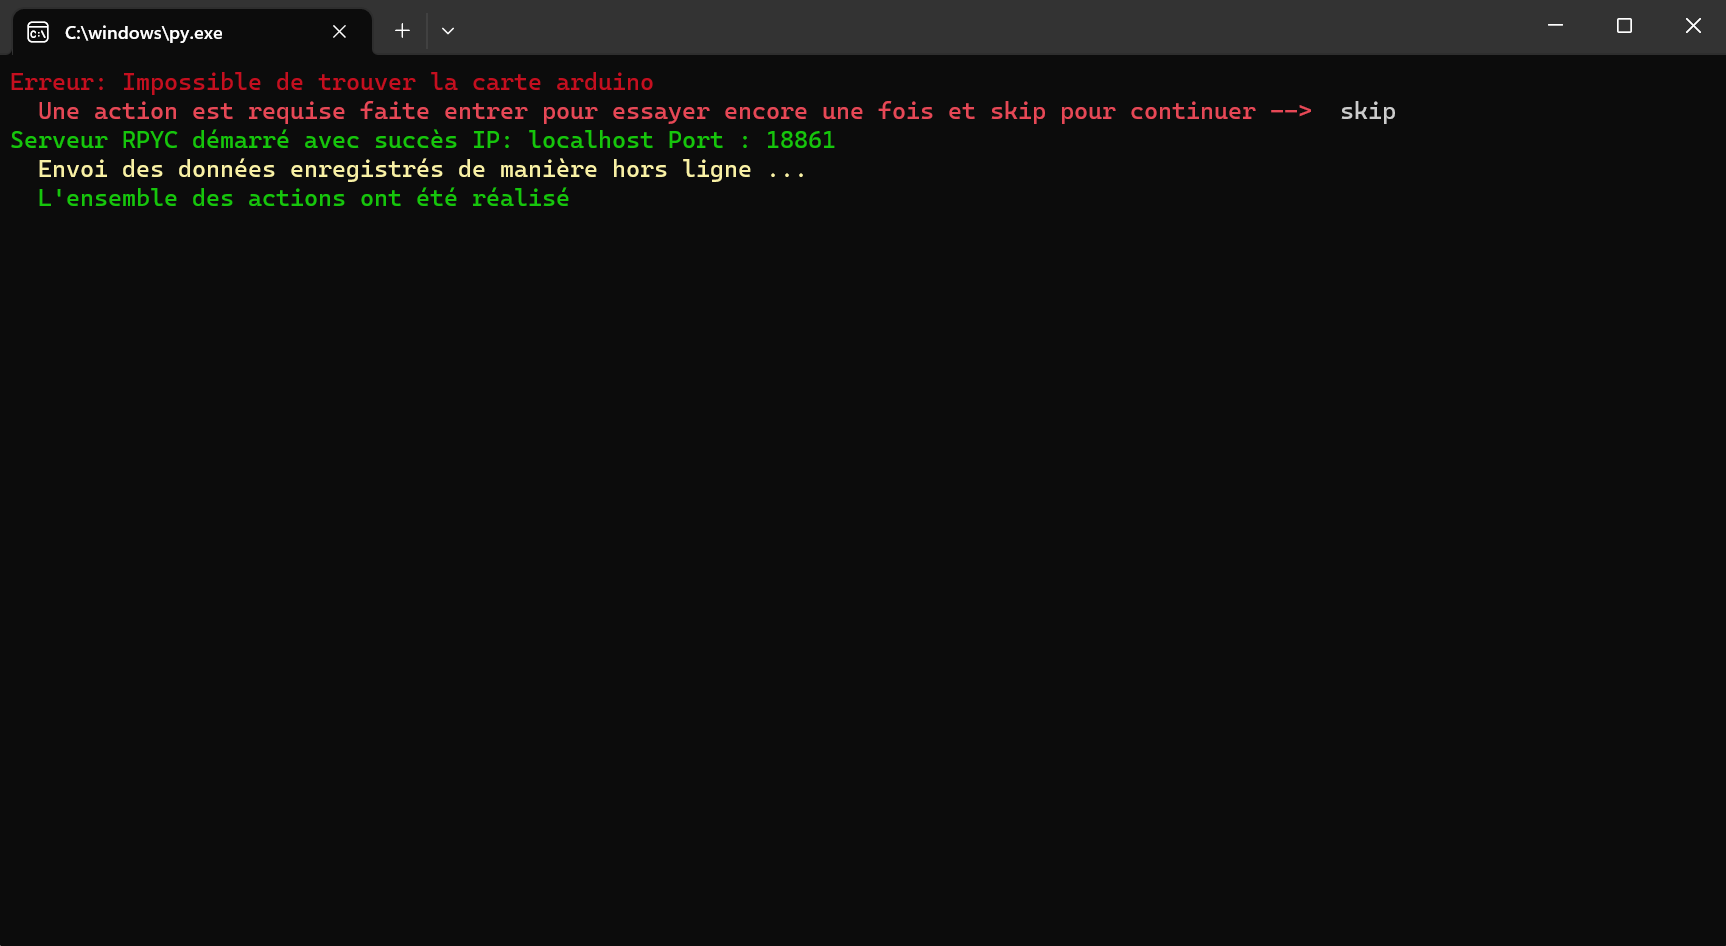 C:\windows\py.exe
Erreur: Impossible de trouver la carte arduino
Une action est requise faite entrer pour essayer encore une fois et skip pour continuer -->  skip
Serveur RPYC démarré avec succès IP: localhost Port : 18861
Envoi des données enregistrés de manière hors ligne ...
L'ensemble des actions ont été réalisé